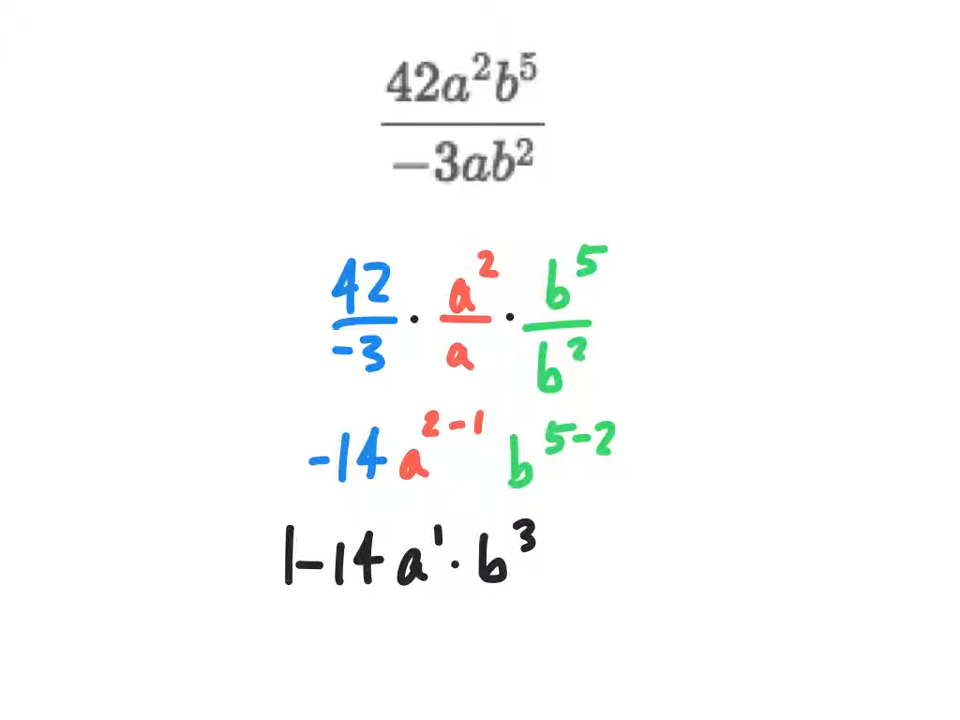 42a²b⁵
-3ab²
42/-3 · a²/a · b⁵/b²
-14a²⁻¹ b⁵⁻²
|-14a¹·b³